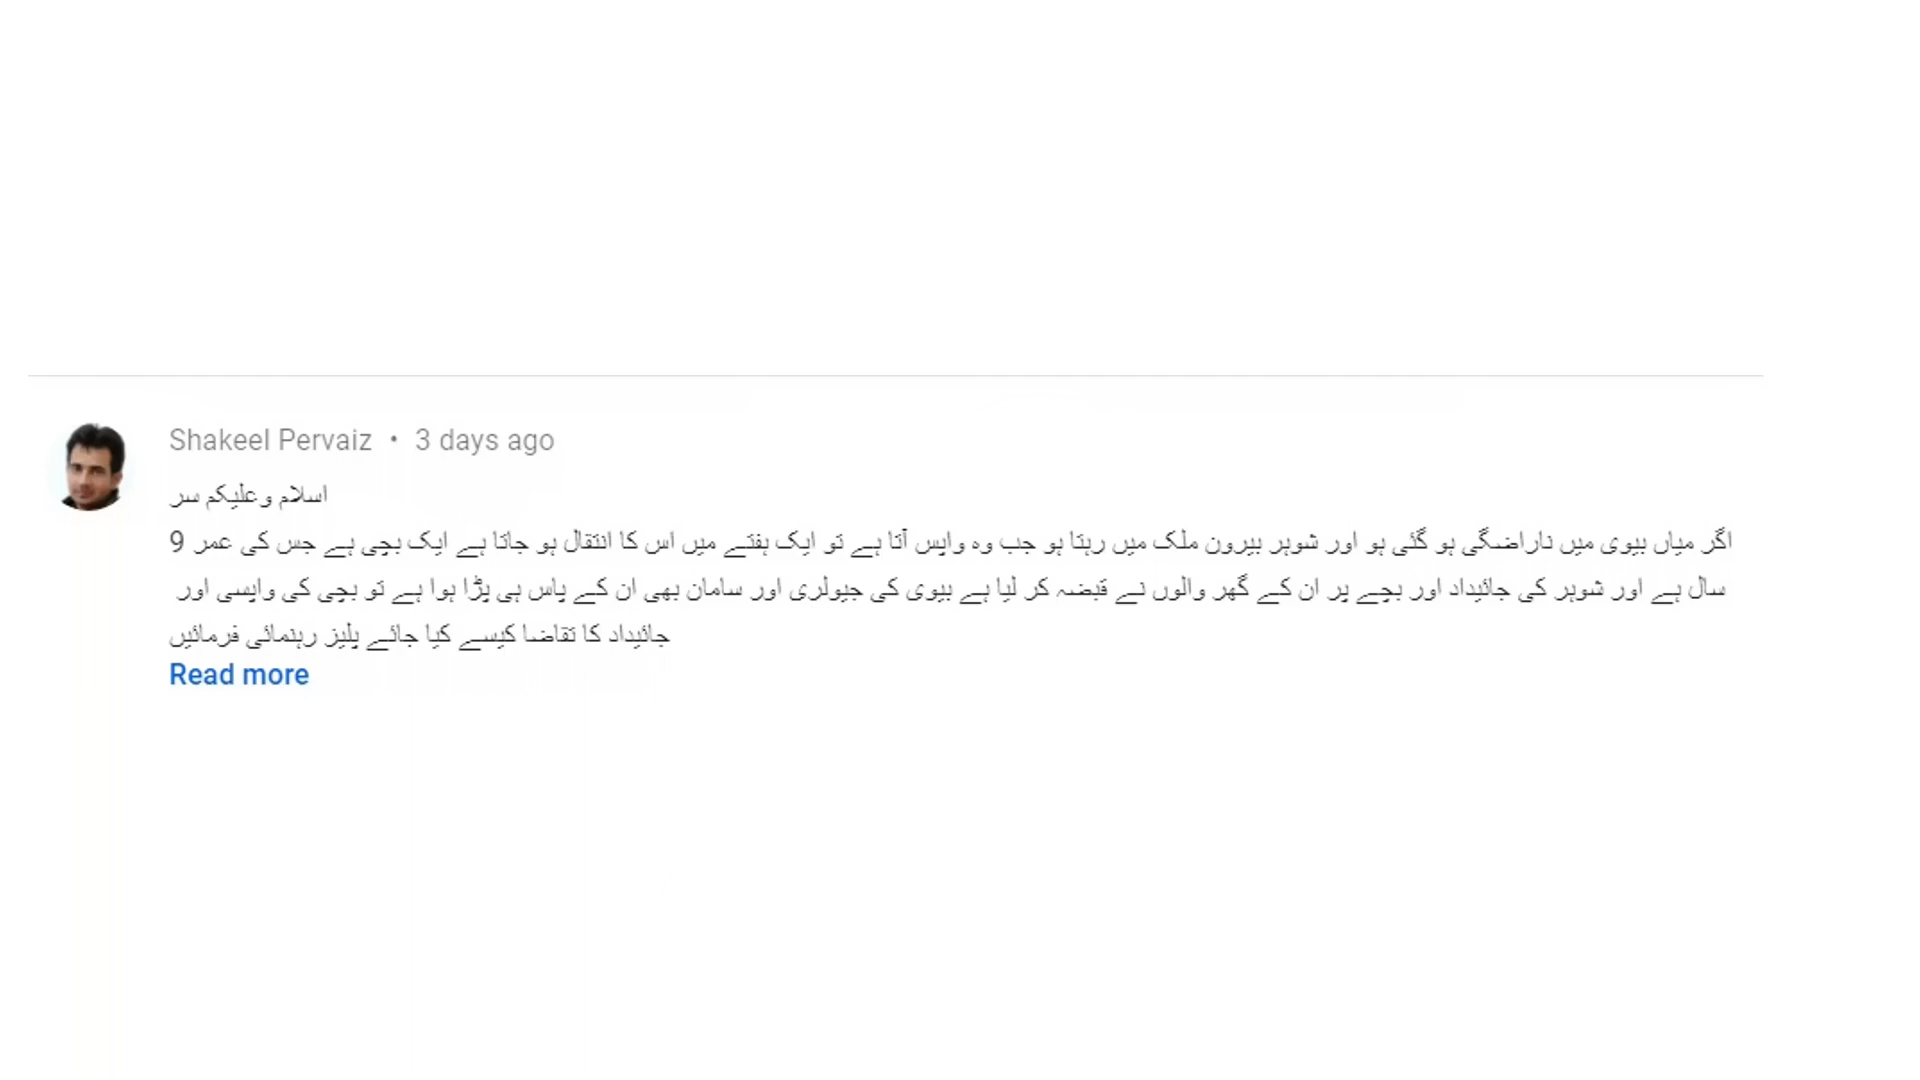 Shakeel Pervaiz • 3 days ago
اسلام وعلیکم سر
اگر میاں بیوی میں ناراضگی ہو گئی ہو اور شوہر بیرون ملک میں رہتا ہو جب وہ واپس آتا ہے تو ایک ہفتے میں اس کا انتقال ہو جاتا ہے ایک بچی ہے جس کی عمر 9
سال ہے اور شوہر کی جائیداد اور بچے پر ان کے گھر والوں نے قبضہ کر لیا ہے بیوی کی جیولری اور سامان بھی ان کے پاس ہی پڑا ہوا ہے تو بچی کی واپسی اور
جائیداد کا تقاضا کیسے کیا جائے پلیز رہنمائی فرمائیں
Read more